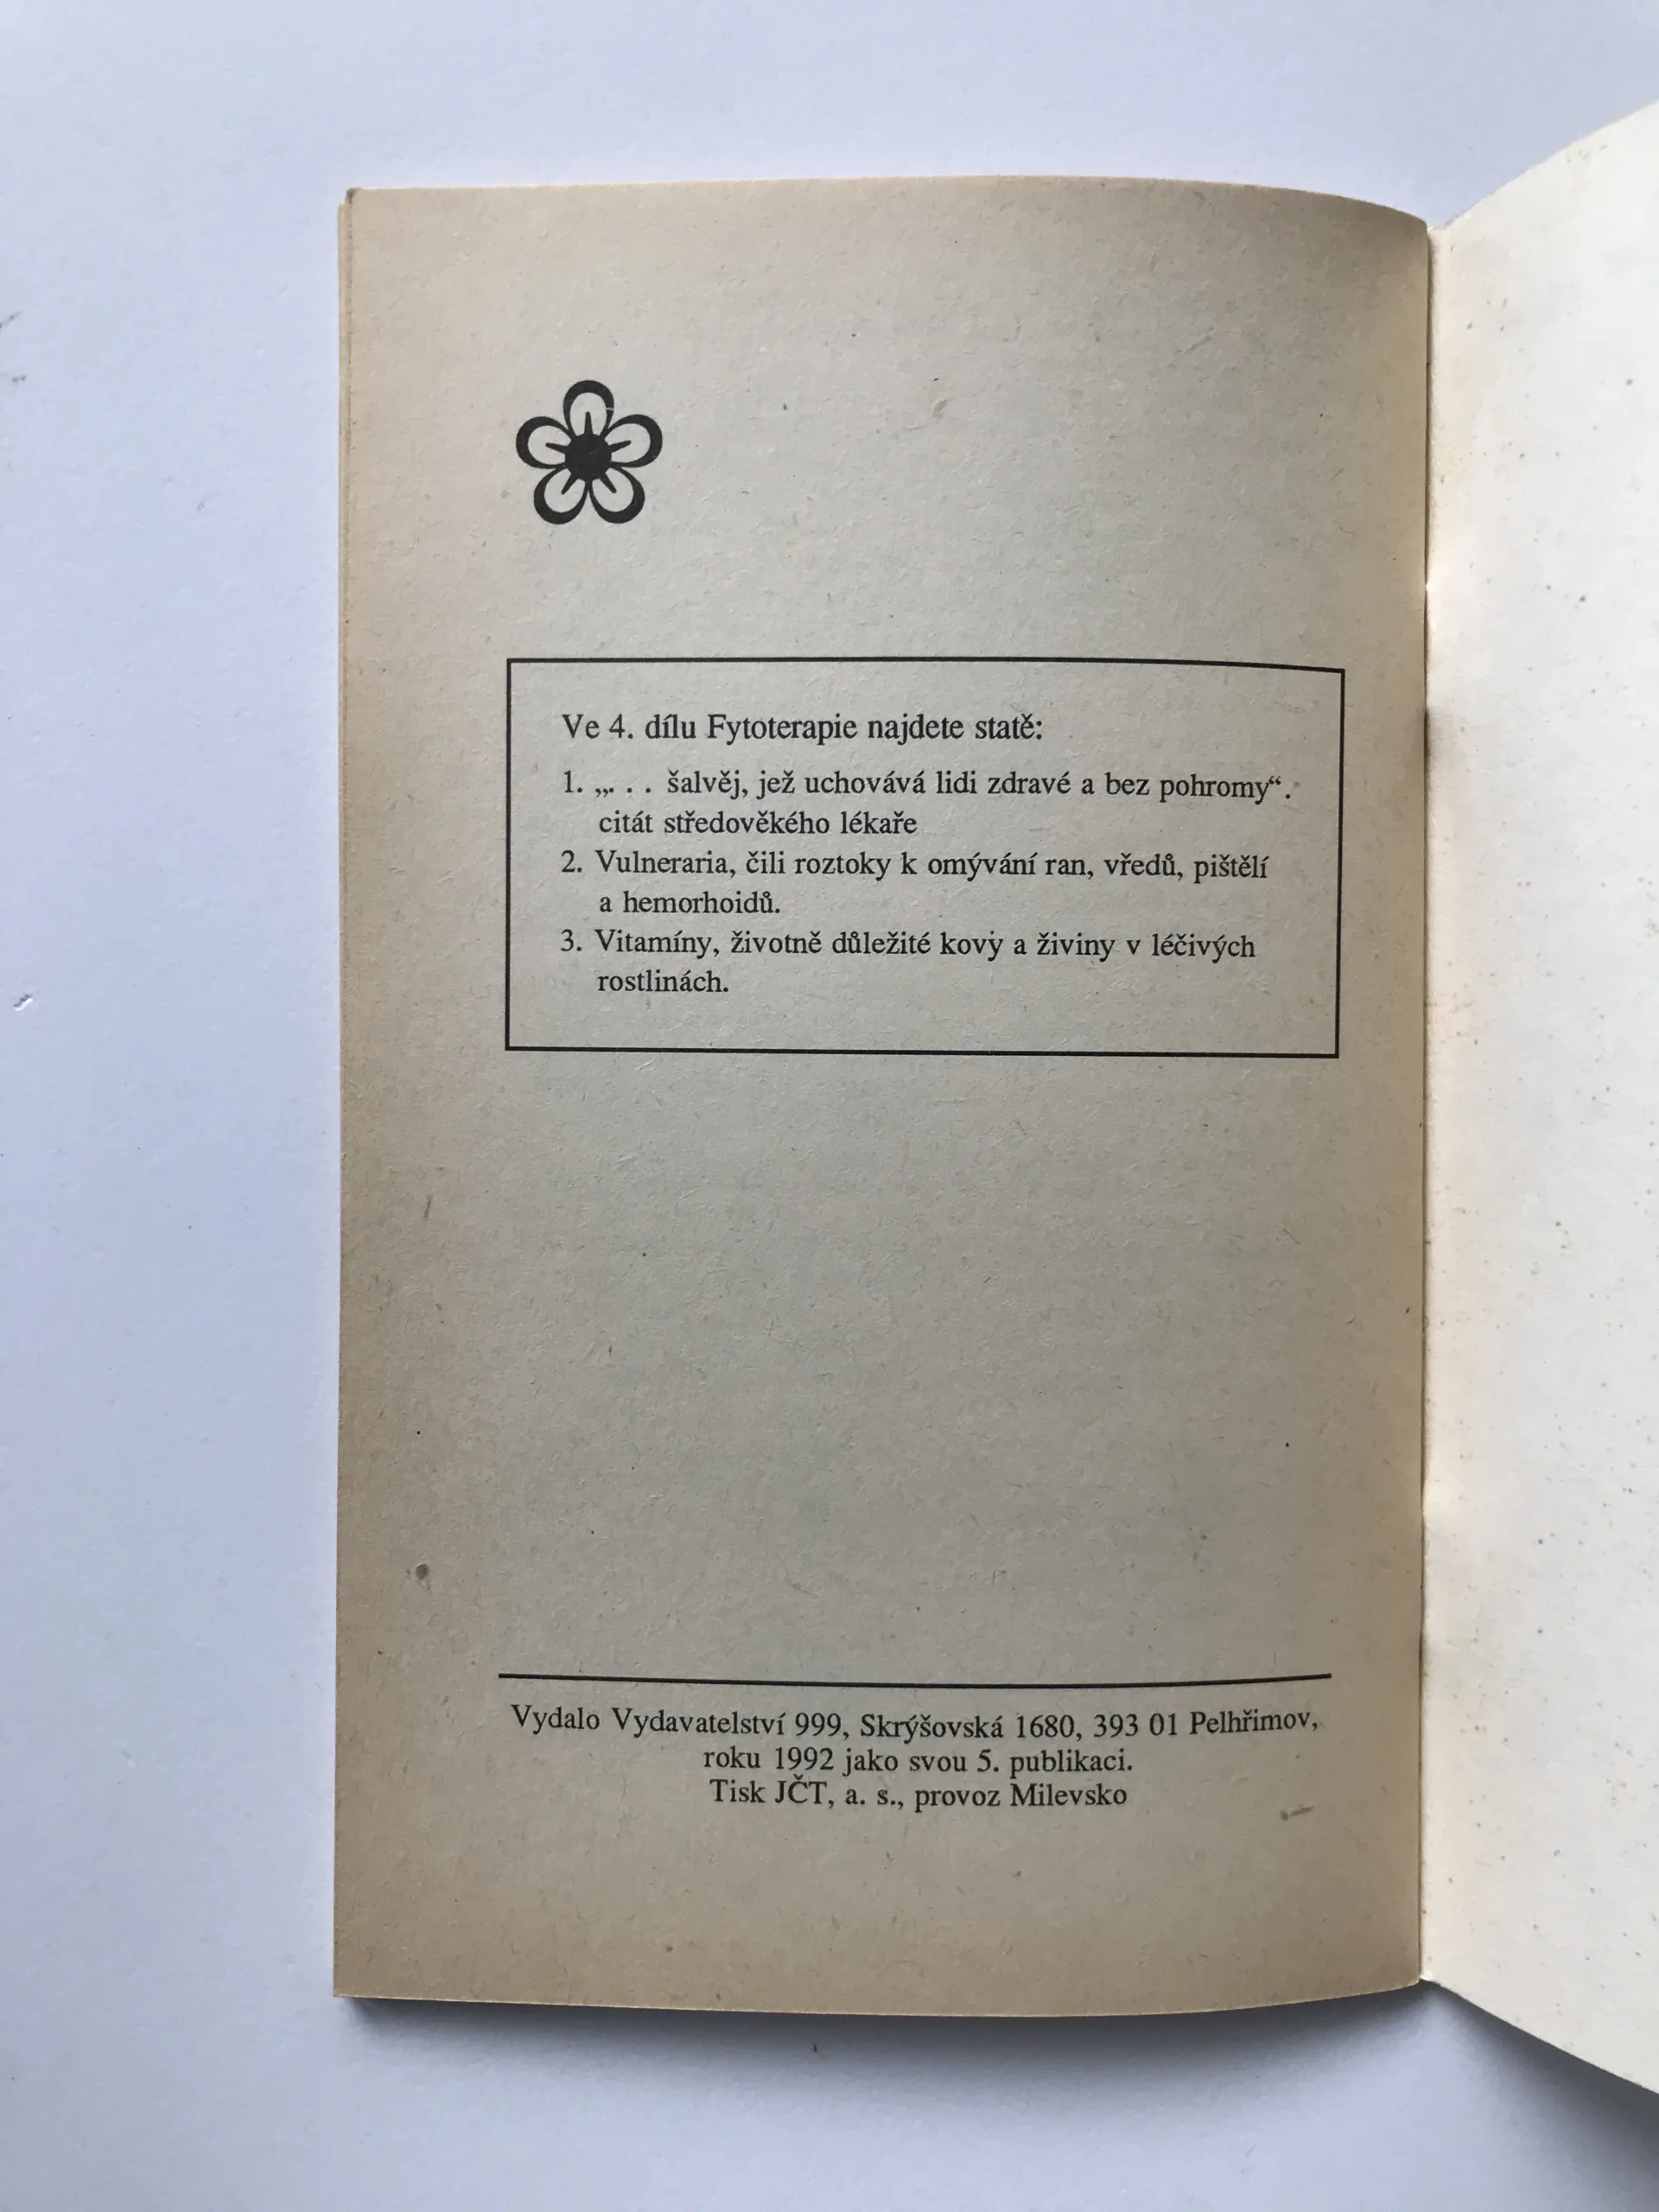 Ve 4. dílu Fytoterapie najdete statě:
1. „. . . šalvěj, jež uchovává lidi zdravé a bez pohromy“.
citát středověkého lékaře
2. Vulneraria, čili roztoky k omývání ran, vředů, pištělí
a hemorhoidů.
3. Vitamíny, životně důležité kovy a živiny v léčivých
rostlinách.
Vydalo Vydavatelství 999, Skrýšovská 1680, 393 01 Pelhřimov,
roku 1992 jako svou 5. publikaci.
Tisk JČT, a. s., provoz Milevsko